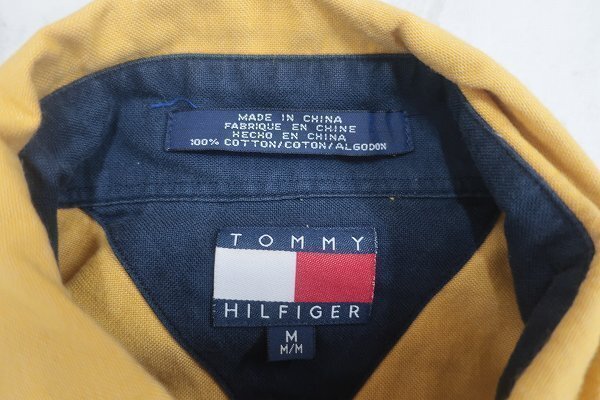 MADE IN CHINA
FABRIQUE EN CHINE
HECHO EN CHINA
100% COTTON/COTON/ALGODON
TOMMY
HILFIGER
M
M/M